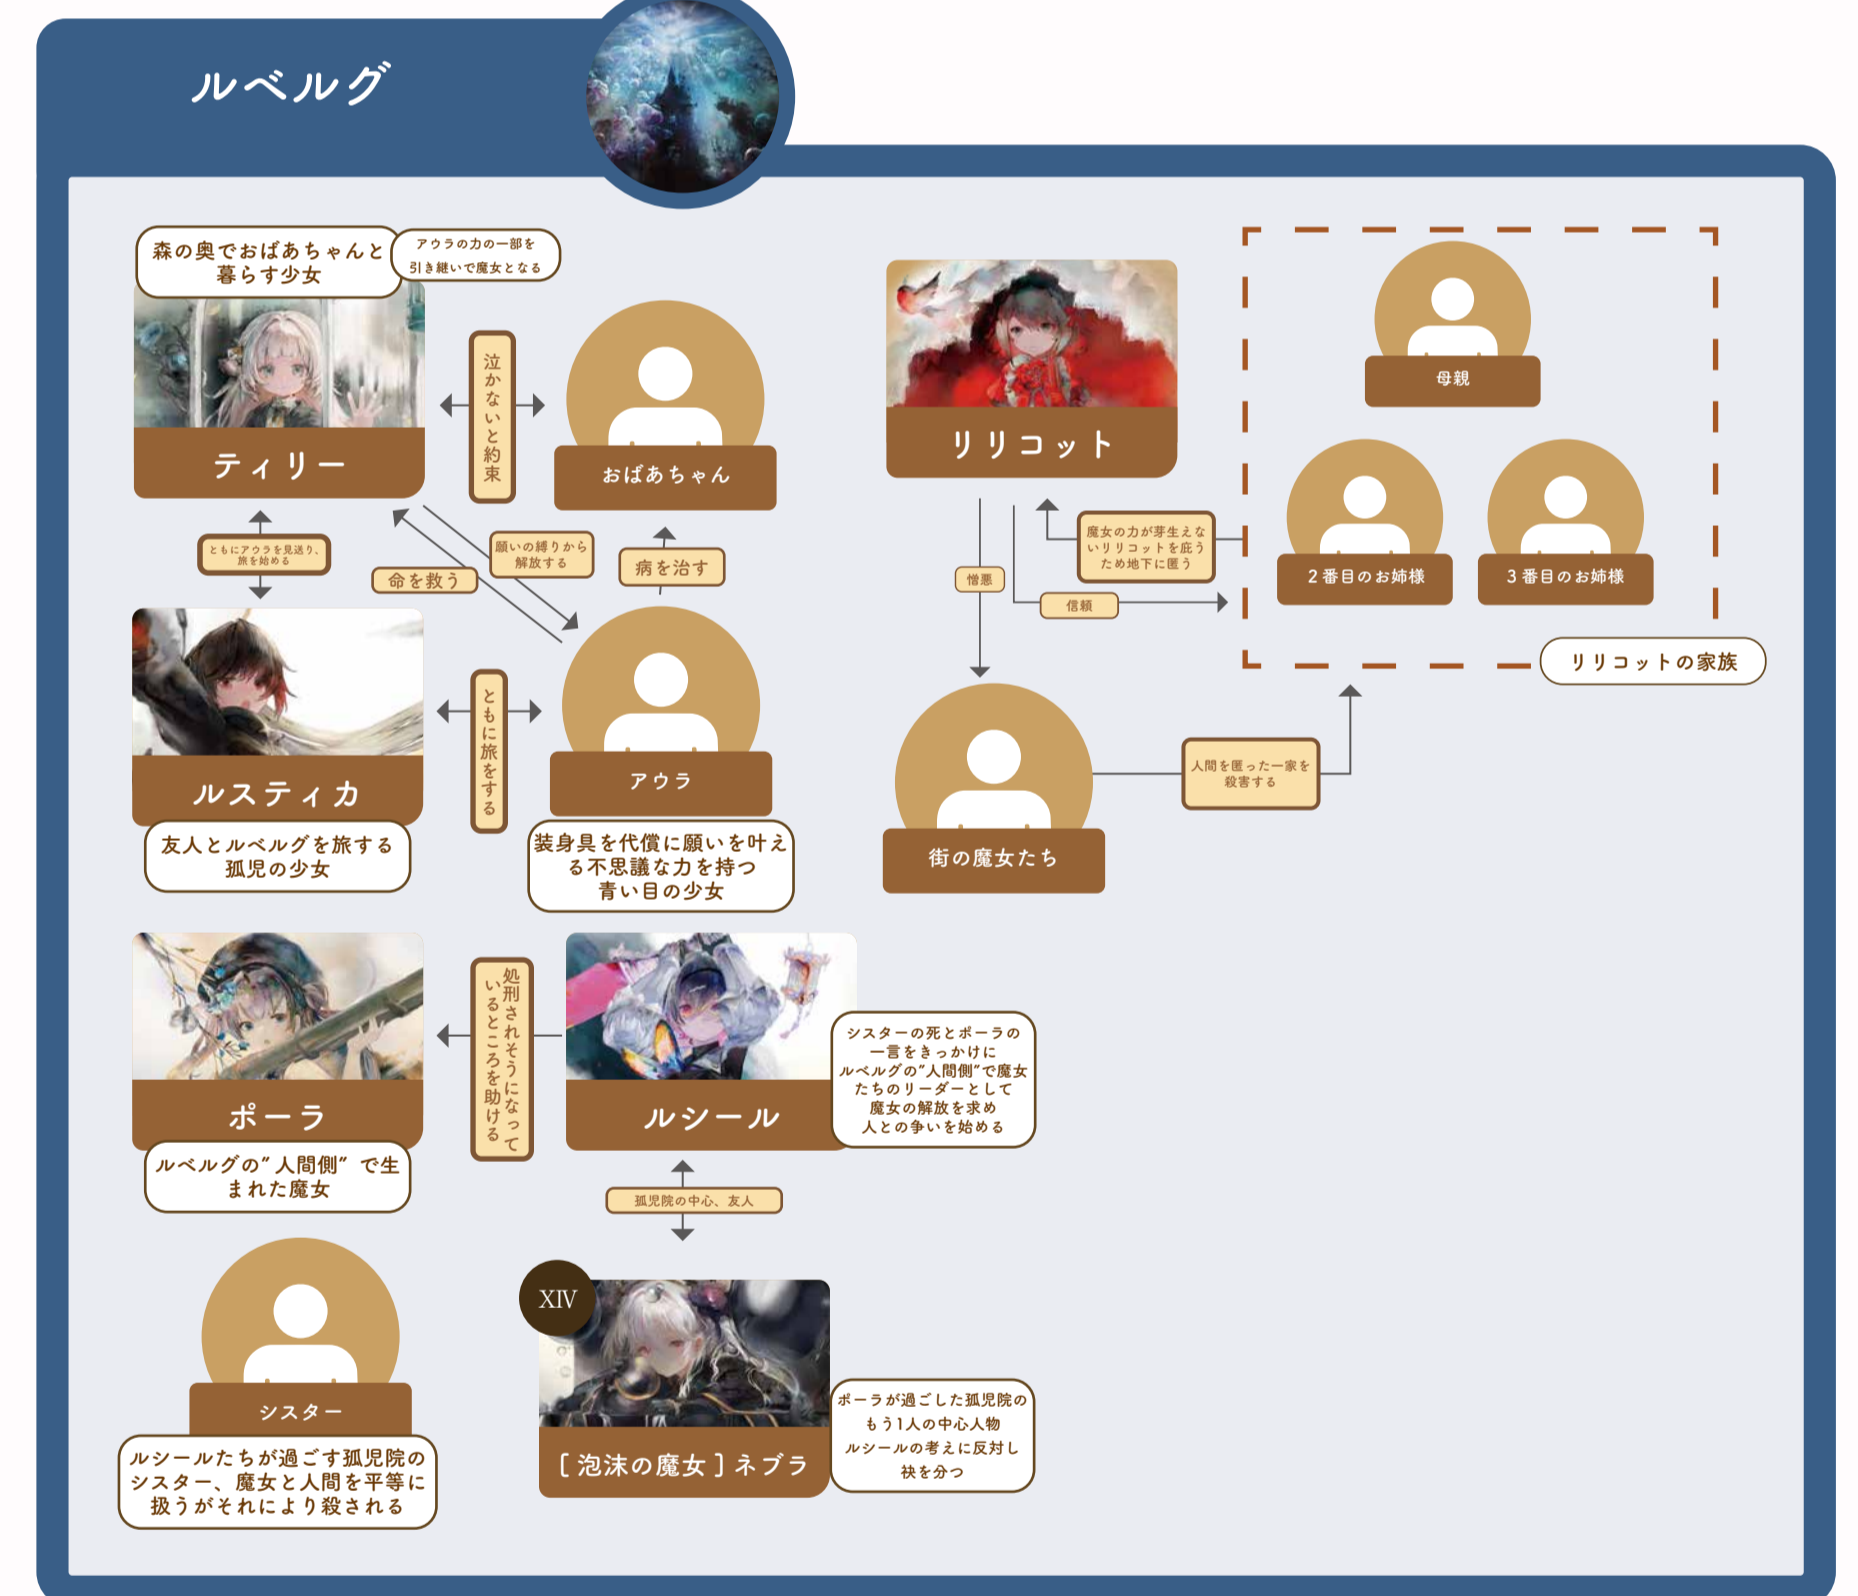 ルベルグ
森の奥でおばあちゃんと
暮らす少女
アウラの力の一部を
引き継いで魔女となる
ティリー
泣かないと約束
おばあちゃん
ともにアウラを見送り、
旅を始める
命を救う
願いの縛りから
解放する
病を治す
ルスティカ
友人とルベルグを旅する
孤児の少女
ともに旅をする
アウラ
装身具を代償に願いを叶え
る不思議な力を持つ
青い目の少女
リリコット
母親
2番目のお姉様
3番目のお姉様
リリコットの家族
魔女の力が芽生えな
いリリコットを庇う
ため地下に匿う
憎悪
信頼
街の魔女たち
人間を匿った一家を
殺害する
ポーラ
ルベルグの”人間側”で生
まれた魔女
処刑されそうになって
いるところを助ける
ルシール
シスターの死とポーラの
一言をきっかけに
ルベルグの”人間側”で魔女
たちのリーダーとして
魔女の解放を求め
人との争いを始める
孤児院の中心、友人
シスター
ルシールたちが過ごす孤児院の
シスター、魔女と人間を平等に
扱うがそれにより殺される
XIV
[泡沫の魔女]ネブラ
ポーラが過ごした孤児院の
もう1人の中心人物
ルシールの考えに反対し
袂を分つ